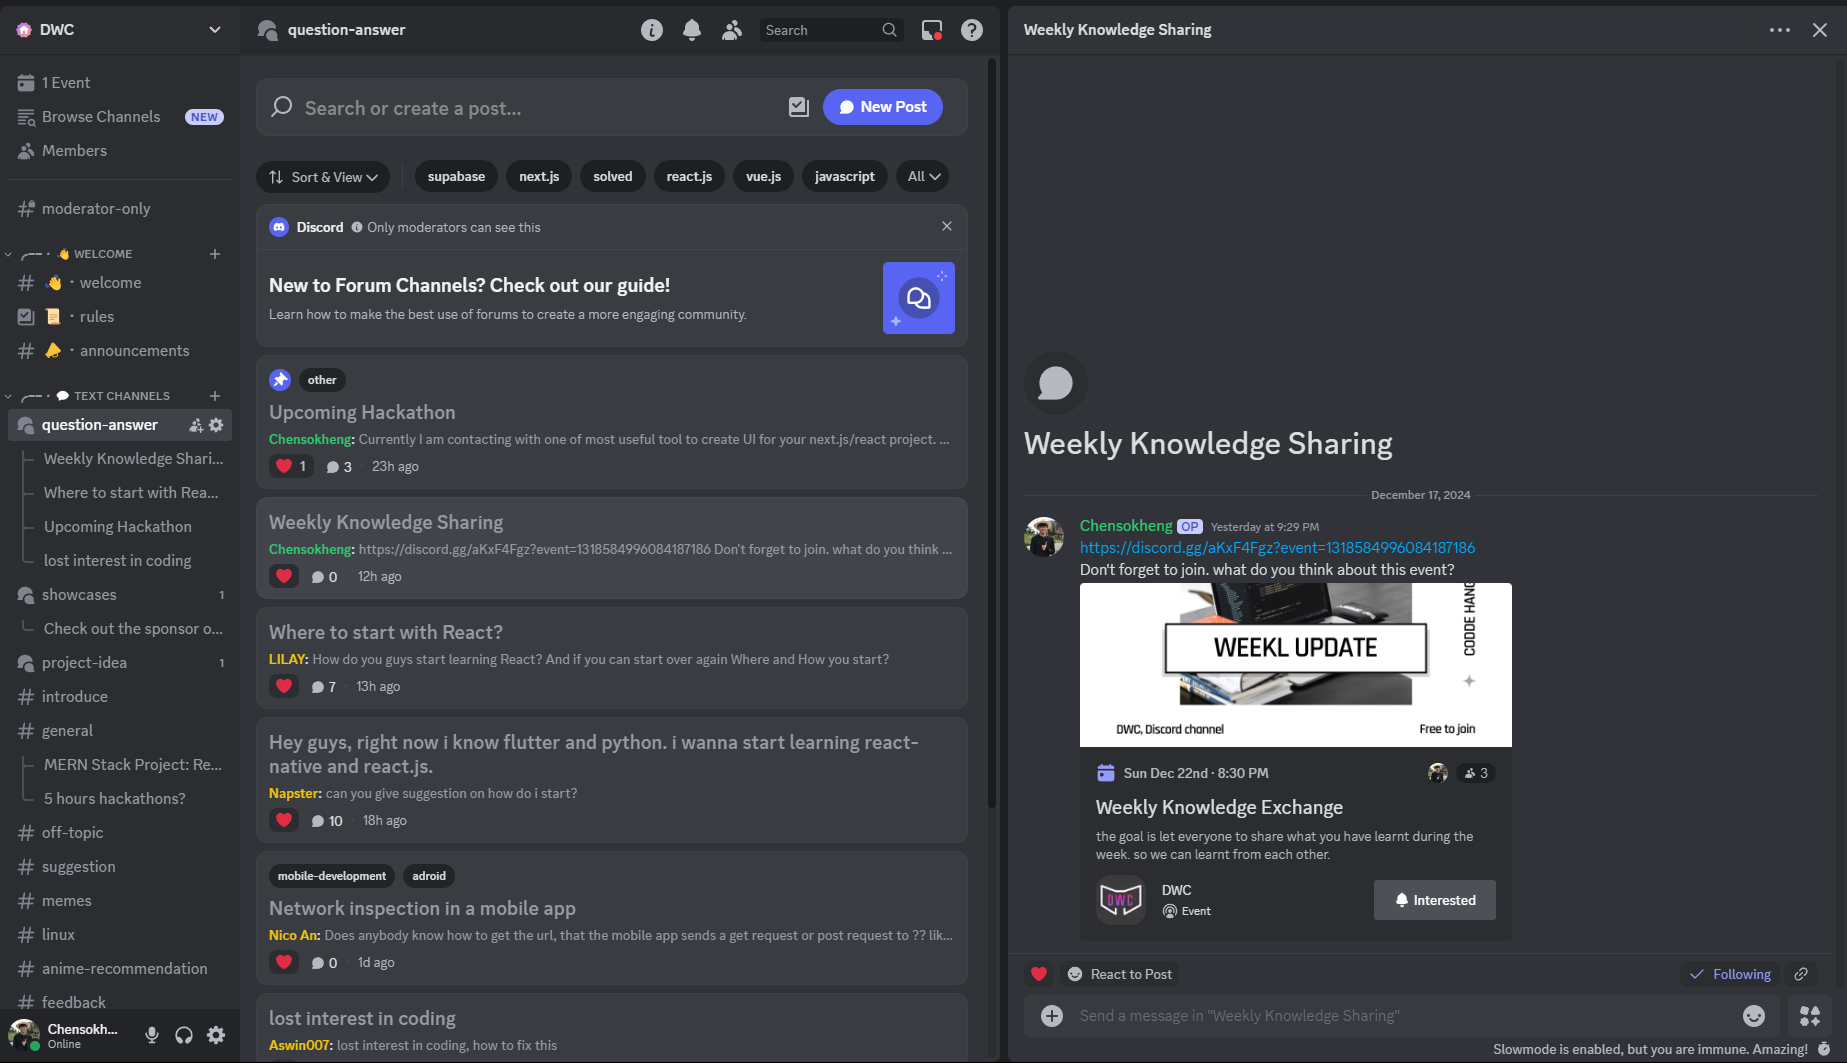 DWC
1 Event
Browse Channels NEW
Members
moderator-only
WELCOME
welcome
rules
announcements
TEXT CHANNELS
question-answer
Weekly Knowledge Shari...
Where to start with Rea...
Upcoming Hackathon
lost interest in coding
showcases 1
Check out the sponsor o...
project-idea 1
introduce
general
MERN Stack Project: Re...
5 hours hackathons?
off-topic
suggestion
memes
linux
anime-recommendation
feedback
Chensokh...
Online
question-answer
Search
Search or create a post...
New Post
Sort & View
supabase next.js solved react.js vue.js javascript All
Discord Only moderators can see this
New to Forum Channels? Check out our guide!
Learn how to make the best use of forums to create a more engaging community.
other
Upcoming Hackathon
Chensokheng: Currently I am contacting with one of most useful tool to create UI for your next.js/react project. ...
1 3 23h ago
Weekly Knowledge Sharing
Chensokheng: https://discord.gg/aKxF4Fgz?event=1318584996084187186 Don't forget to join. what do you think ...
0 12h ago
Where to start with React?
LILAY: How do you guys start learning React? And if you can start over again Where and How you start?
7 13h ago
Hey guys, right now i know flutter and python. i wanna start learning react-
native and react.js.
Napster: can you give suggestion on how do i start?
10 18h ago
mobile-development adroid
Network inspection in a mobile app
Nico An: Does anybody know how to get the url, that the mobile app sends a get request or post request to ?? lik...
0 1d ago
lost interest in coding
Aswin007: lost interest in coding, how to fix this
Weekly Knowledge Sharing
Weekly Knowledge Sharing
December 17, 2024
Chensokheng OP Yesterday at 9:29 PM
https://discord.gg/aKxF4Fgz?event=1318584996084187186
Don't forget to join. what do you think about this event?
WEEKL UPDATE
CODDE HANG
DWC, Discord channel
Free to join
Sun Dec 22nd · 8:30 PM
3
Weekly Knowledge Exchange
the goal is let everyone to share what you have learnt during the
week. so we can learnt from each other.
DWC
DWC
Event
Interested
React to Post
Following
Send a message in "Weekly Knowledge Sharing"
Slowmode is enabled, but you are immune. Amazing!